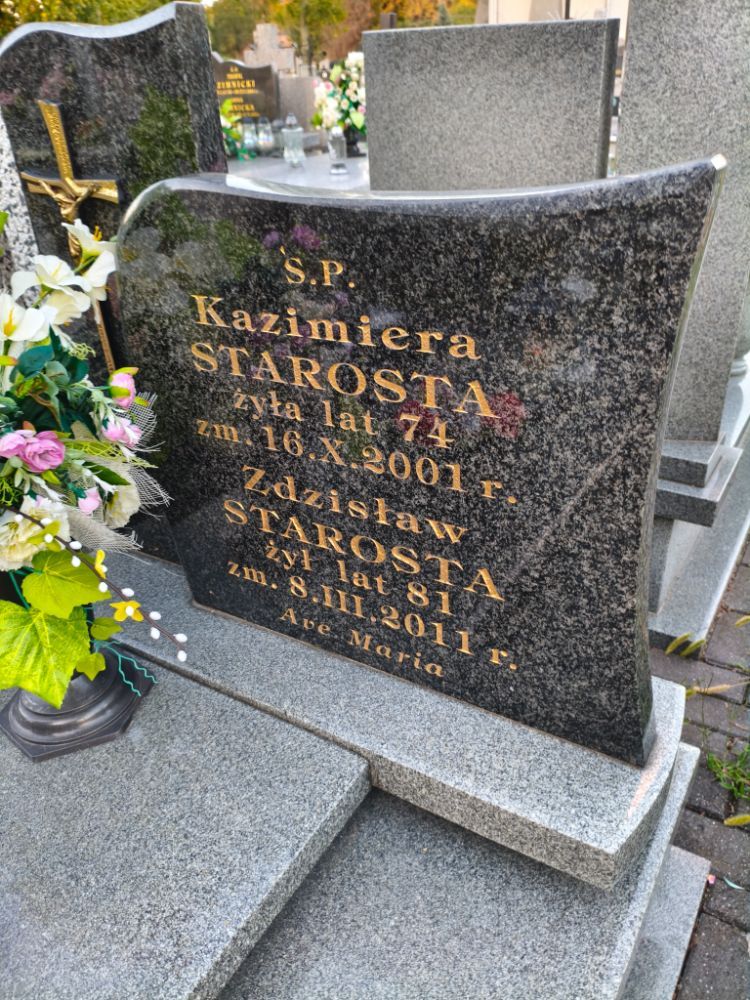 Ś.P.
Kazimiera
STAROSTA
żyła lat 74
zm. 16.X.2001 r.
Zdzisław
STAROSTA
żył lat 81
zm. 8.III.2011 r.
Ave Maria